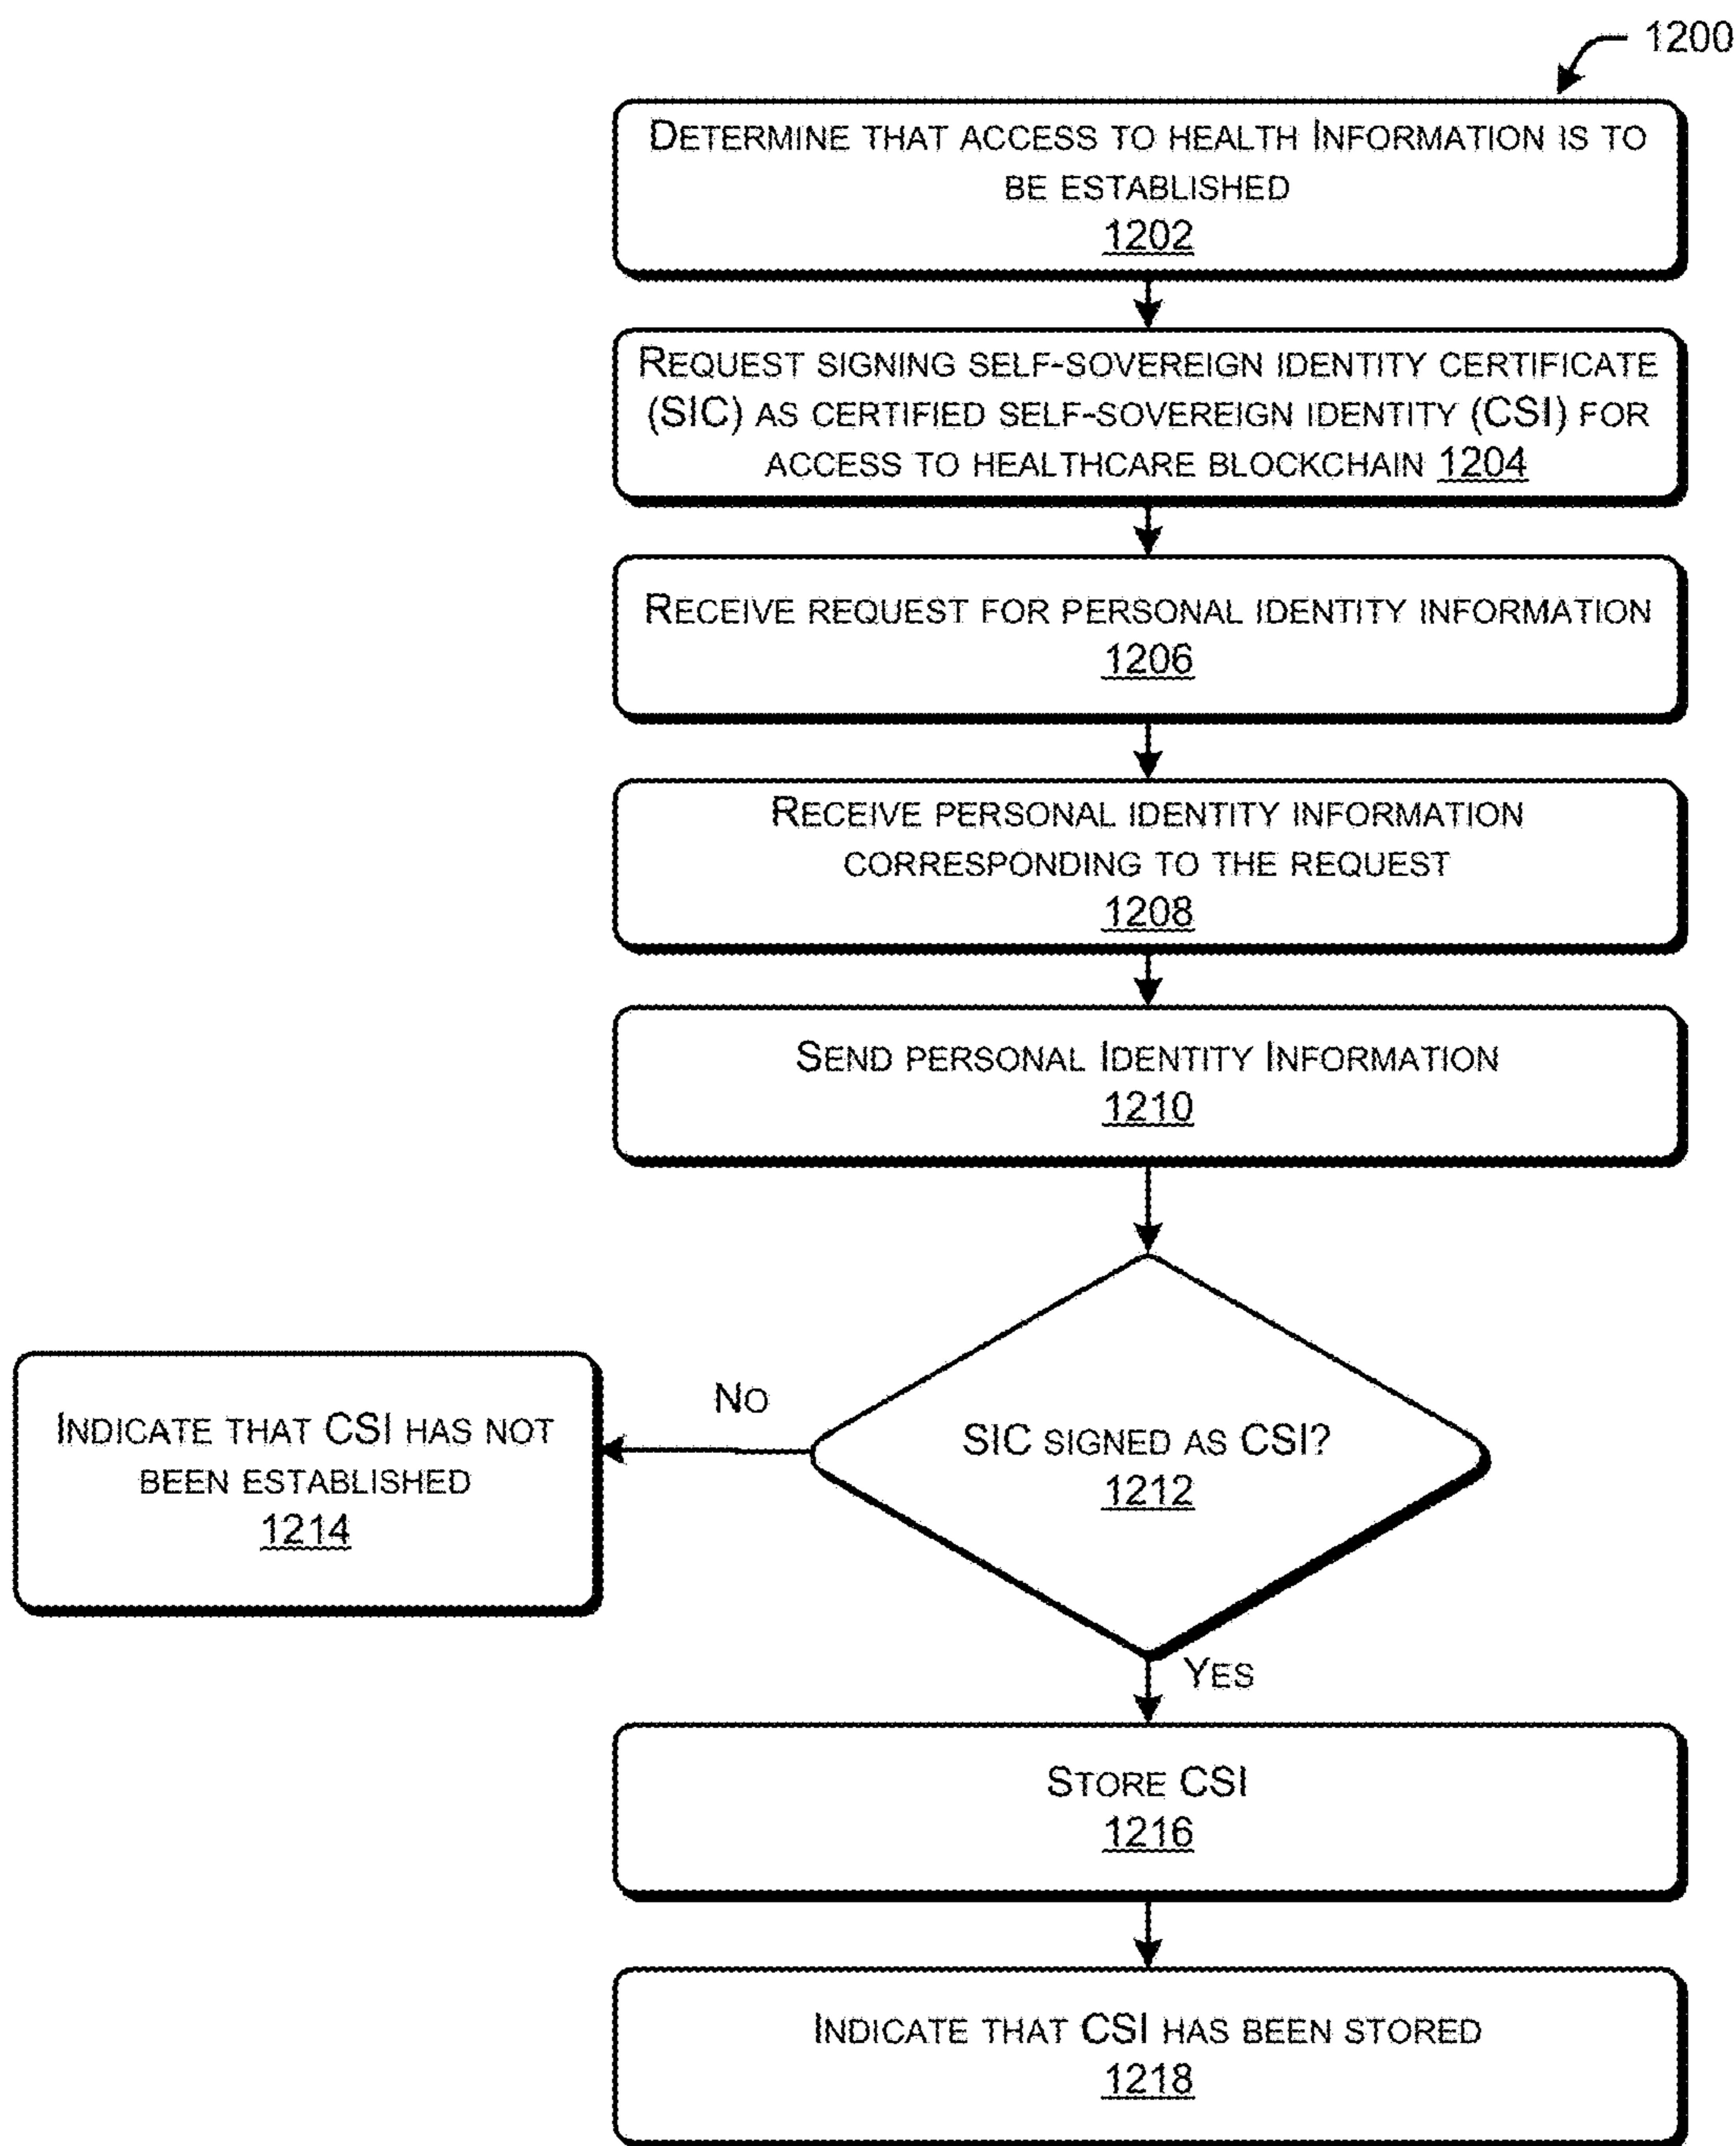 1200
DETERMINE THAT ACCESS TO HEALTH INFORMATION IS TO
BE ESTABLISHED
1202
REQUEST SIGNING SELF-SOVEREIGN IDENTITY CERTIFICATE
(SIC) AS CERTIFIED SELF-SOVEREIGN IDENTITY (CSI) FOR
ACCESS TO HEALTHCARE BLOCKCHAIN 1204
RECEIVE REQUEST FOR PERSONAL IDENTITY INFORMATION
1206
RECEIVE PERSONAL IDENTITY INFORMATION
CORRESPONDING TO THE REQUEST
1208
SEND PERSONAL IDENTITY INFORMATION
1210
SIC SIGNED AS CSI?
1212
NO
INDICATE THAT CSI HAS NOT
BEEN ESTABLISHED
1214
YES
STORE CSI
1216
INDICATE THAT CSI HAS BEEN STORED
1218